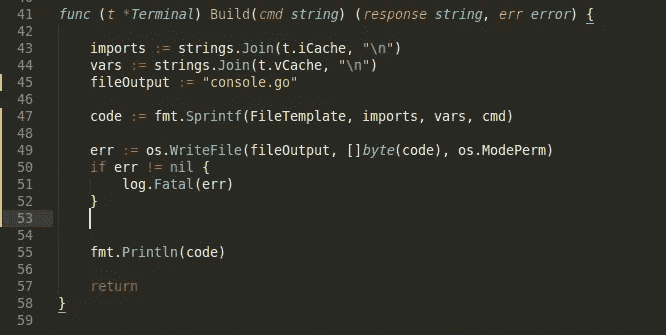 41 func (t *Terminal) Build(cmd string) (response string, err error) {
42
43     imports := strings.Join(t.iCache, "\n")
44     vars := strings.Join(t.vCache, "\n")
45     fileOutput := "console.go"
46
47     code := fmt.Sprintf(FileTemplate, imports, vars, cmd)
48
49     err := os.WriteFile(fileOutput, []byte(code), os.ModePerm)
50     if err != nil {
51         log.Fatal(err)
52     }
53
54
55     fmt.Println(code)
56
57     return
58 }
59